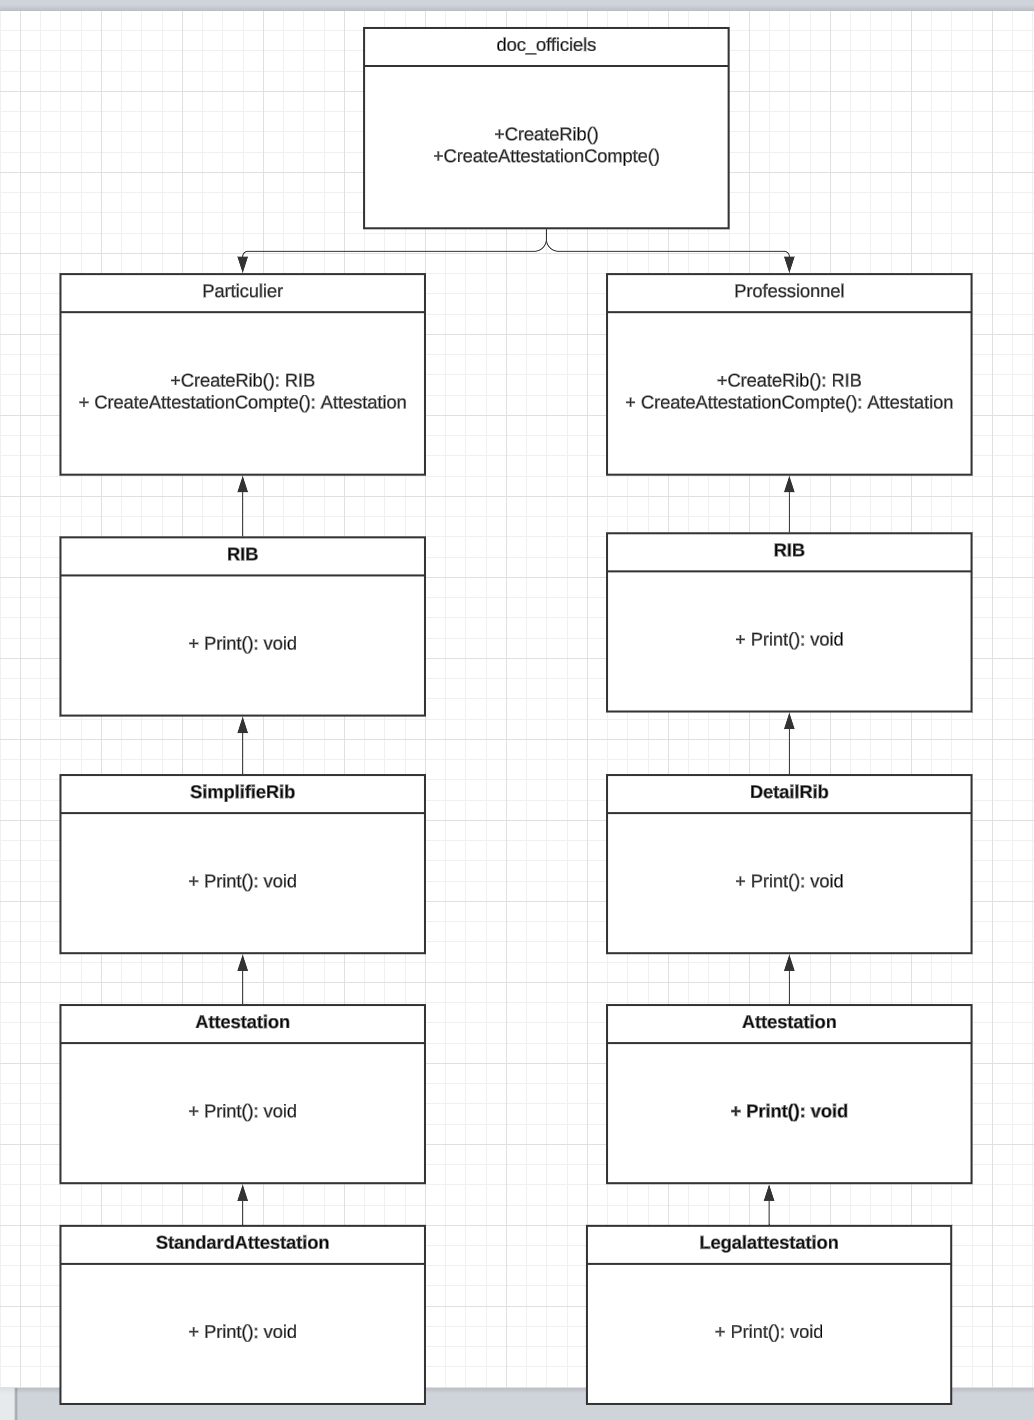 doc_officiels
+CreateRib()
+CreateAttestationCompte()
Particulier
+CreateRib(): RIB
+ CreateAttestationCompte(): Attestation
Professionnel
+CreateRib(): RIB
+ CreateAttestationCompte(): Attestation
RIB
+ Print(): void
RIB
+ Print(): void
SimplifieRib
+ Print(): void
DetailRib
+ Print(): void
Attestation
+ Print(): void
Attestation
+ Print(): void
StandardAttestation
+ Print(): void
Legalattestation
+ Print(): void